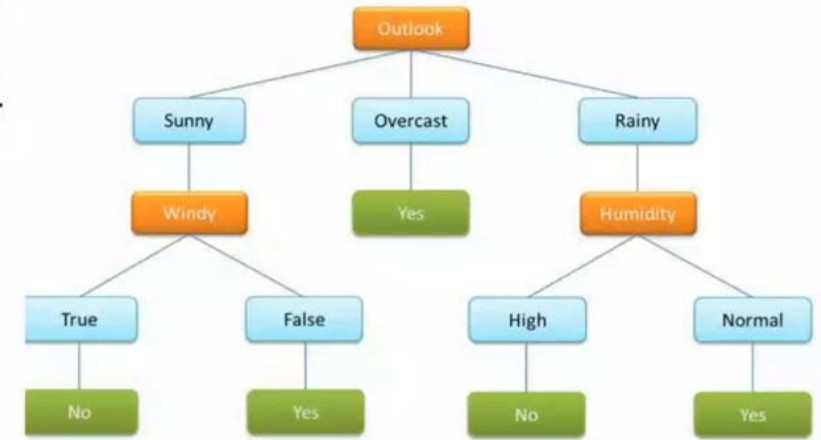 Outlook
Sunny Overcast Rainy
Windy Yes Humidity
True False High Normal
No Yes No Yes